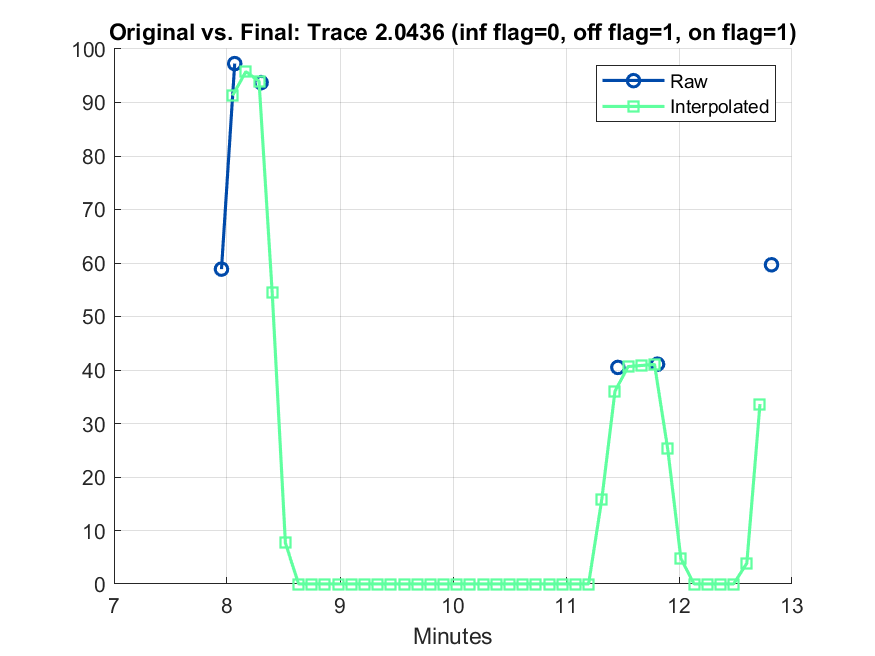 Original vs. Final: Trace 2.0436 (inf flag=0, off flag=1, on flag=1)
100
90
80
70
60
50
40
30
20
10
0
Raw
Interpolated
7 8 9 10 11 12 13
Minutes